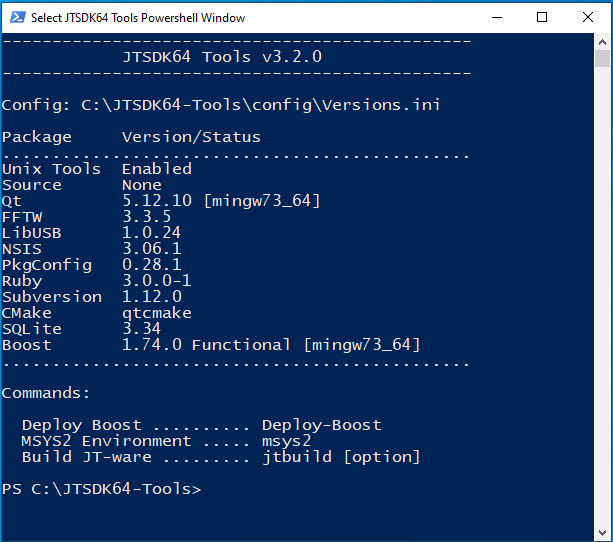 Select JTSDK64 Tools Powershell Window
-----------------------------------------------
JTSDK64 Tools v3.2.0
-----------------------------------------------
Config: C:\JTSDK64-Tools\config\Versions.ini
Package     Version/Status
...............................................
Unix Tools  Enabled
Source      None
Qt          5.12.10 [mingw73_64]
FFTW        3.3.5
LibUSB      1.0.24
NSIS        3.06.1
PkgConfig   0.28.1
Ruby        3.0.0-1
Subversion  1.12.0
CMake       qtcmake
SQLite      3.34
Boost       1.74.0 Functional [mingw73_64]
...............................................
Commands:
Deploy Boost .......... Deploy-Boost
MSYS2 Environment ..... msys2
Build JT-ware ......... jtbuild [option]
PS C:\JTSDK64-Tools>